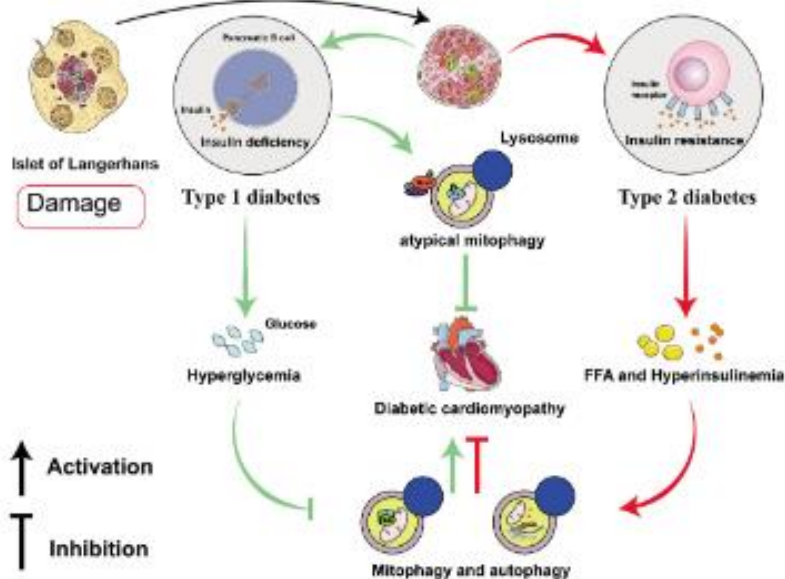 Pancreatic B cell
Insulin
Insulin deficiency
Insulin receptor
Insulin resistance
Islet of Langerhans
Damage
Type 1 diabetes
Lysosome
Type 2 diabetes
atypical mitophagy
Glucose
Hyperglycemia
FFA and Hyperinsulinemia
Diabetic cardiomyopathy
Activation
Inhibition
Mitophagy and autophagy